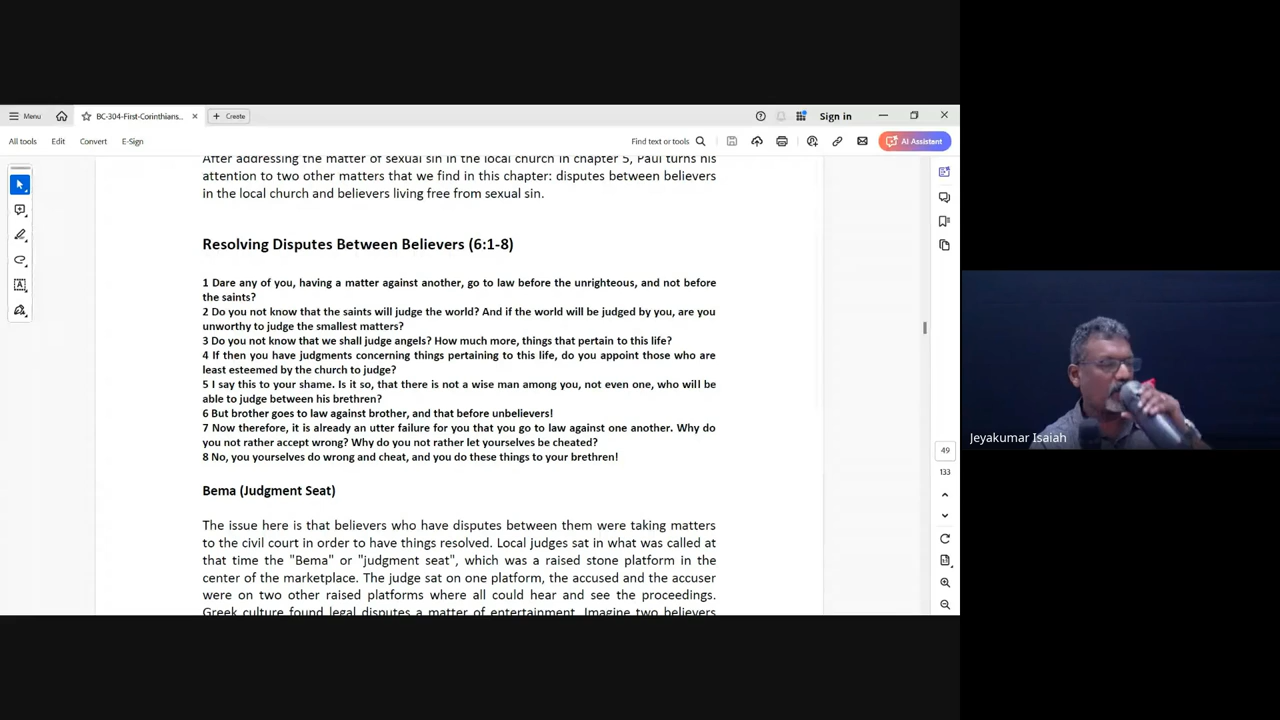 Menu
BC-304-First-Corinthians...
Create
Sign in
All tools
Edit
Convert
E-Sign
Find text or tools
AI Assistant
After addressing the matter of sexual sin in the local church in chapter 5, Paul turns his
attention to two other matters that we find in this chapter: disputes between believers
in the local church and believers living free from sexual sin.
Resolving Disputes Between Believers (6:1-8)
1 Dare any of you, having a matter against another, go to law before the unrighteous, and not before
the saints?
2 Do you not know that the saints will judge the world? And if the world will be judged by you, are you
unworthy to judge the smallest matters?
3 Do you not know that we shall judge angels? How much more, things that pertain to this life?
4 If then you have judgments concerning things pertaining to this life, do you appoint those who are
least esteemed by the church to judge?
5 I say this to your shame. Is it so, that there is not a wise man among you, not even one, who will be
able to judge between his brethren?
6 But brother goes to law against brother, and that before unbelievers!
7 Now therefore, it is already an utter failure for you that you go to law against one another. Why do
you not rather accept wrong? Why do you not rather let yourselves be cheated?
8 No, you yourselves do wrong and cheat, and you do these things to your brethren!
Bema (Judgment Seat)
The issue here is that believers who have disputes between them were taking matters
to the civil court in order to have things resolved. Local judges sat in what was called at
that time the "Bema" or "judgment seat", which was a raised stone platform in the
center of the marketplace. The judge sat on one platform, the accused and the accuser
were on two other raised platforms where all could hear and see the proceedings.
Greek culture found legal disputes a matter of entertainment. Imagine two believers
49
133
Jeyakumar Isaiah